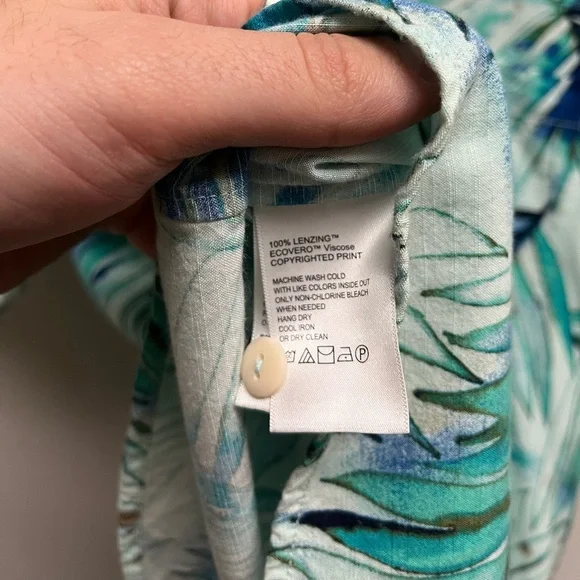 100% LENZING™
ECOVERO™ Viscose
COPYRIGHTED PRINT
MACHINE WASH COLD
WITH LIKE COLORS INSIDE OUT
ONLY NON-CHLORINE BLEACH
WHEN NEEDED
HANG DRY
COOL IRON
OR DRY CLEAN